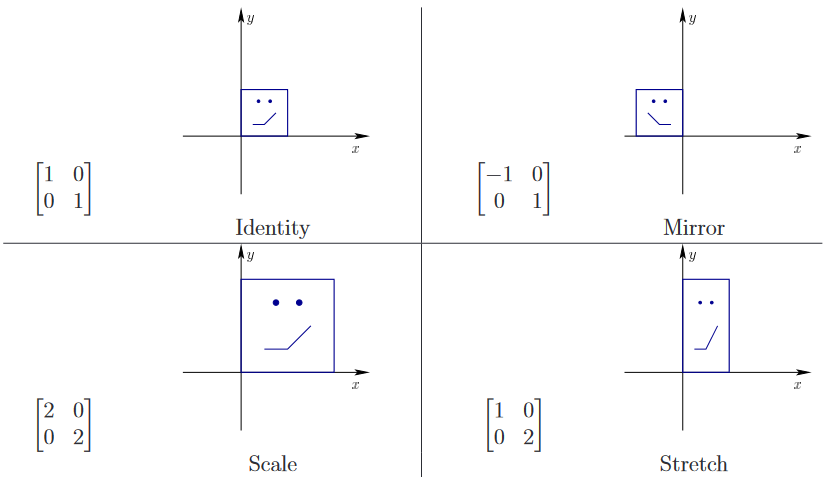 y
x
[1 0
0 1]
Identity
y
x
[−1 0
0 1]
Mirror
y
x
[2 0
0 2]
Scale
y
x
[1 0
0 2]
Stretch